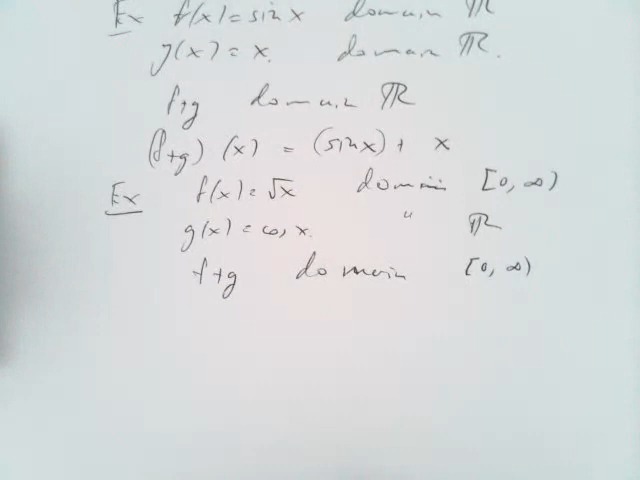 Ex f(x) = sin x domain ℝ
g(x) = x. domain ℝ.
f+g domain ℝ
(f+g) (x) = (sin x) + x
Ex f(x) = √x domain [0, ∞)
g(x) = cos x. " ℝ
f+g domain [0, ∞)